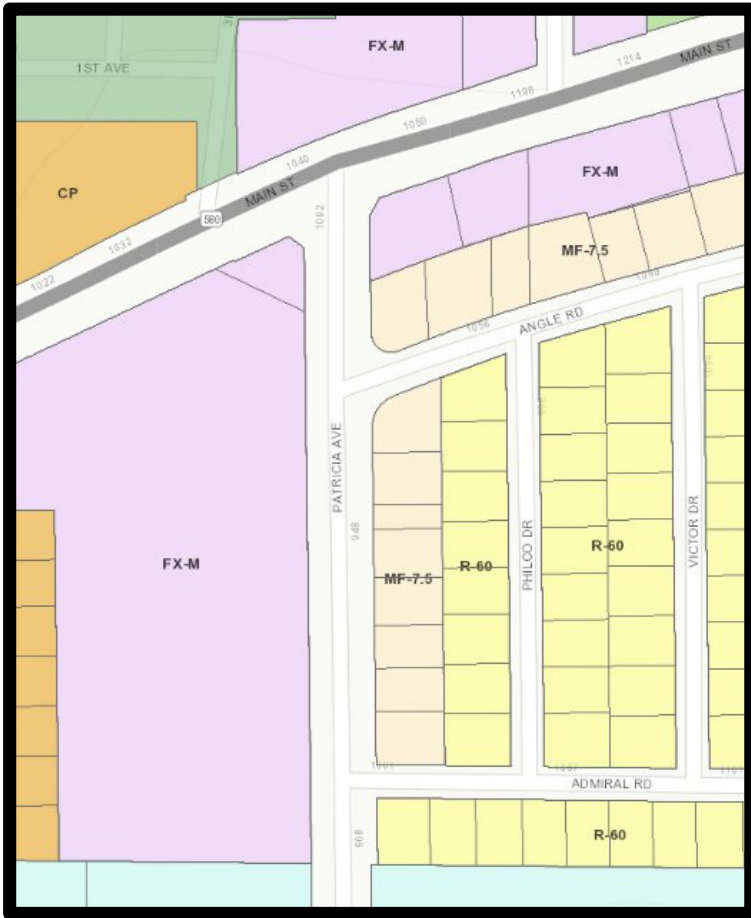 FX-M
1ST AVE
MAIN ST
1214
1198
1050
1040
CP
MAIN ST
FX-M
580
1092
1032
1022
MF-7.5
ANGLE RD
1056
PATRICIA AVE
948
FX-M
MF-7.5
R-60
PHILCO DR
R-60
VICTOR DR
ADMIRAL RD
908
R-60